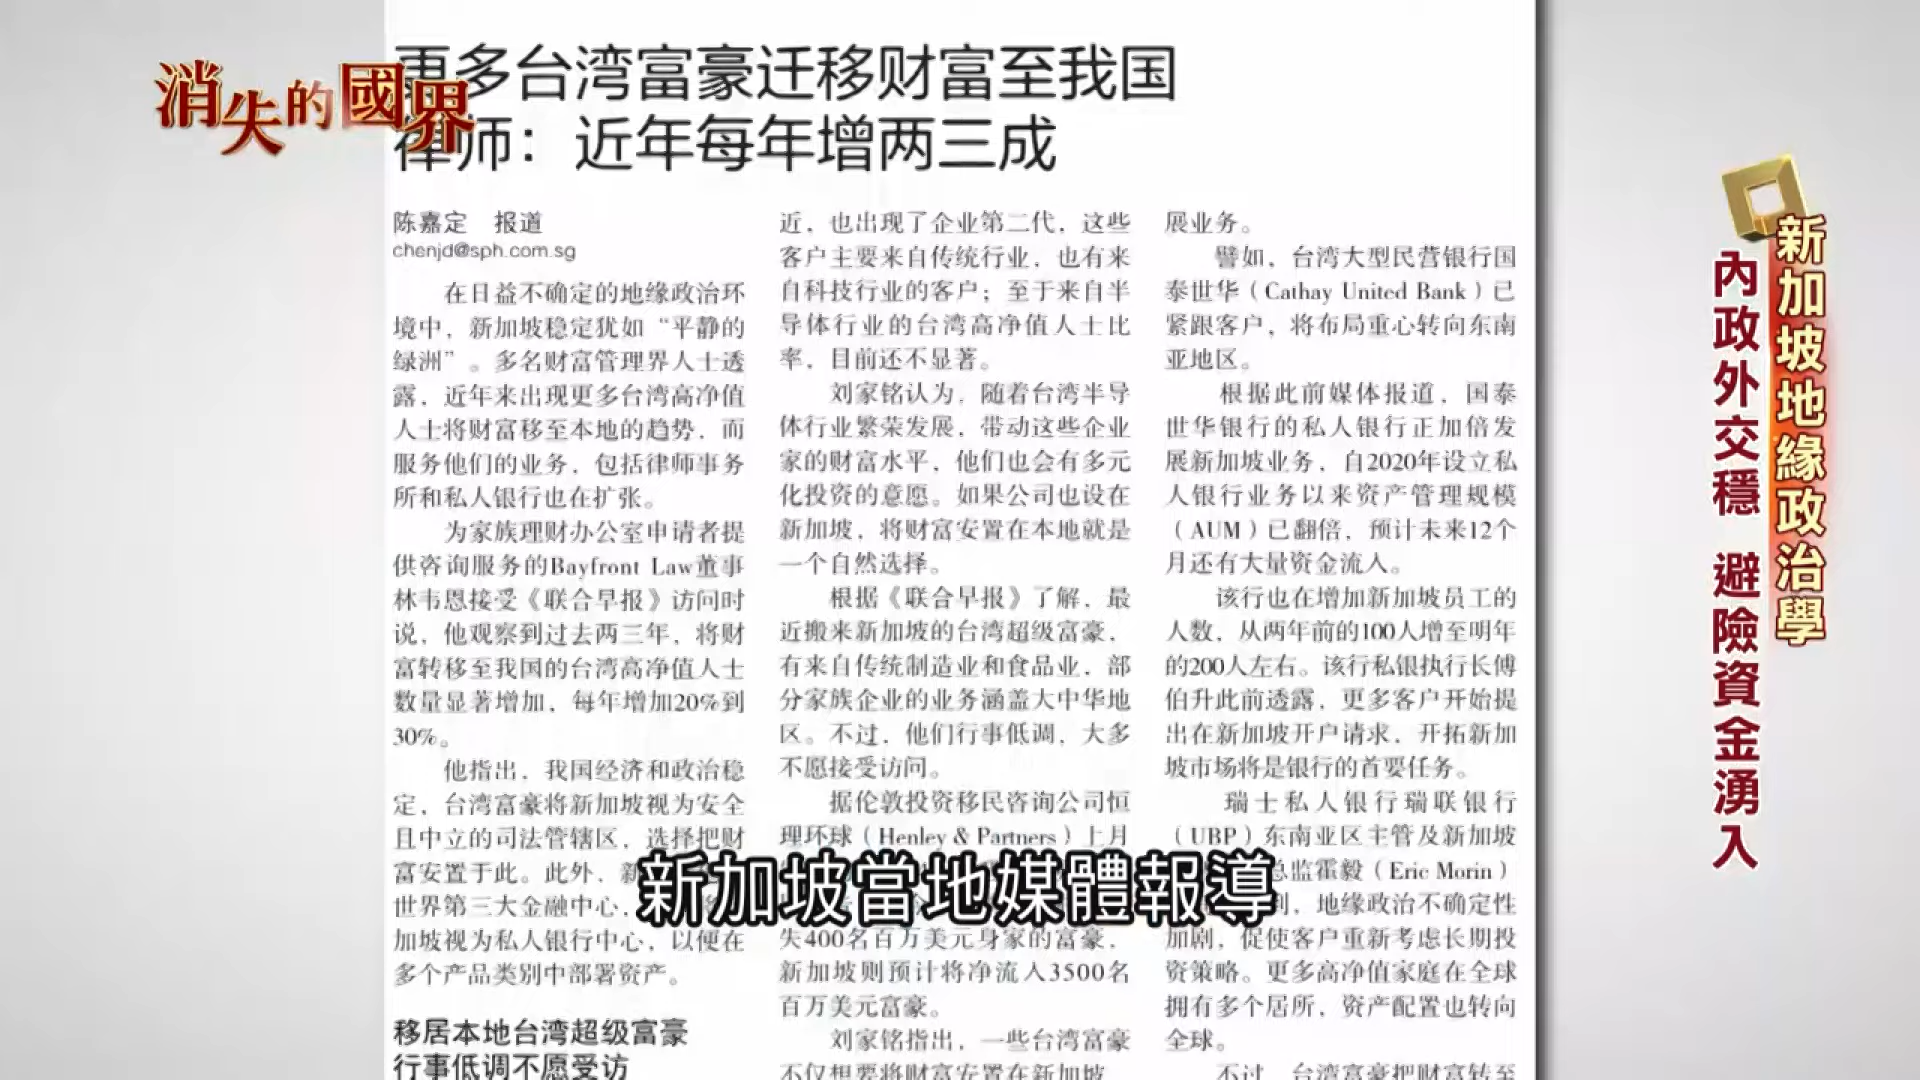 消失的國界
更多台湾富豪迁移财富至我国
律师：近年每年增两三成
陈嘉定　报道
chenjd@sph.com.sg
在日益不确定的地缘政治环
境中，新加坡稳定犹如“平静的
绿洲”。多名财富管理界人士透
露，近年来出现更多台湾高净值
人士将财富移至本地的趋势，而
服务他们的业务，包括律师事务
所和私人银行也在扩张。
为家族理财办公室申请者提
供咨询服务的Bayfront Law董事
林韦恩接受《联合早报》访问时
说，他观察到过去两三年，将财
富转移至我国的台湾高净值人士
数量显著增加，每年增加20%到
30%。
他指出，我国经济和政治稳
定，台湾富豪将新加坡视为安全
且中立的司法管辖区，选择把财
富安置于此。此外，新
世界第三大金融中心，
加坡视为私人银行中心，以便在
多个产品类别中部署资产。
移居本地台湾超级富豪
行事低调不愿受访
近，也出现了企业第二代，这些
客户主要来自传统行业，也有来
自科技行业的客户；至于来自半
导体行业的台湾高净值人士比
率，目前还不显著。
刘家铭认为，随着台湾半导
体行业繁荣发展，带动这些企业
家的财富水平，他们也会有多元
化投资的意愿。如果公司也设在
新加坡，将财富安置在本地就是
一个自然选择。
根据《联合早报》了解，最
近搬来新加坡的台湾超级富豪，
有来自传统制造业和食品业，部
分家族企业的业务涵盖大中华地
区。不过，他们行事低调，大多
不愿接受访问。
据伦敦投资移民咨询公司恒
理环球（Henley & Partners）上月
失400名百万美元身家的富豪，
新加坡则预计将净流入3500名
百万美元富豪。
刘家铭指出，一些台湾富豪
不仅想要将财富安置在新加坡，
展业务。
譬如，台湾大型民营银行国
泰世华（Cathay United Bank）已
紧跟客户，将布局重心转向东南
亚地区。
根据此前媒体报道，国泰
世华银行的私人银行正加倍发
展新加坡业务，自2020年设立私
人银行业务以来资产管理规模
（AUM）已翻倍，预计未来12个
月还有大量资金流入。
该行也在增加新加坡员工的
人数，从两年前的100人增至明年
的200人左右。该行私银执行长傅
伯升此前透露，更多客户开始提
出在新加坡开户请求，开拓新加
坡市场将是银行的首要任务。
瑞士私人银行瑞联银行
（UBP）东南亚区主管及新加坡
总监霍毅（Eric Morin）
，地缘政治不确定性
加剧，促使客户重新考虑长期投
资策略。更多高净值家庭在全球
拥有多个居所，资产配置也转向
全球。
不过，台湾富豪把财富转至
新加坡地緣政治學
內政外交穩　避險資金湧入
新加坡當地媒體報導